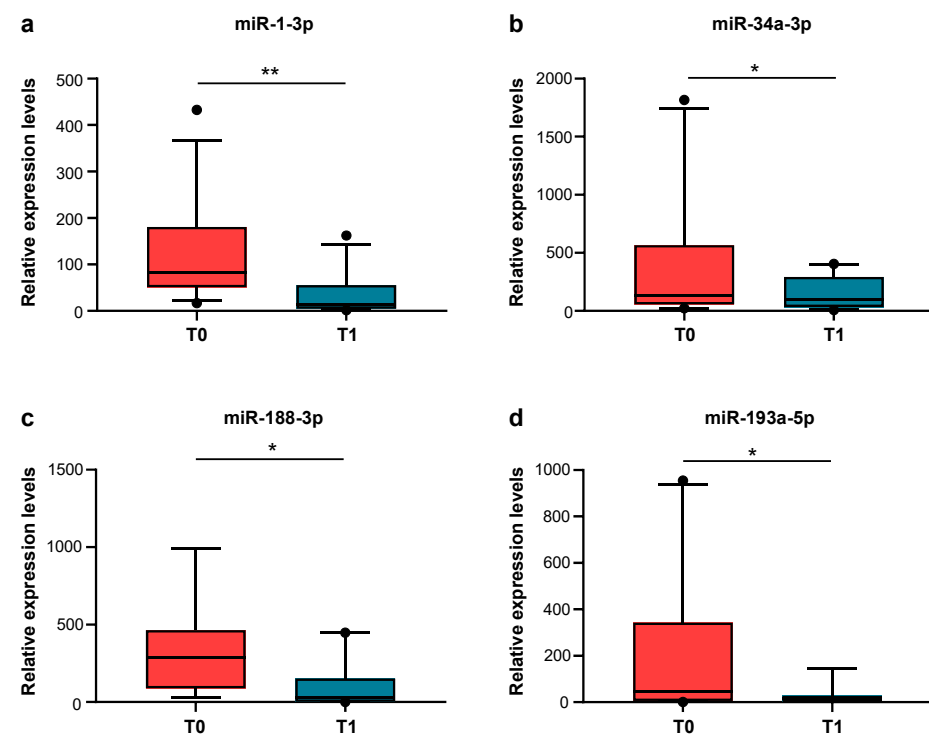 a
miR-1-3p
Relative expression levels
500
400
300
200
100
0
**
T0
T1
b
miR-34a-3p
Relative expression levels
2000
1500
1000
500
0
*
T0
T1
c
miR-188-3p
Relative expression levels
1500
1000
500
0
*
T0
T1
d
miR-193a-5p
Relative expression levels
1000
800
600
400
200
0
*
T0
T1